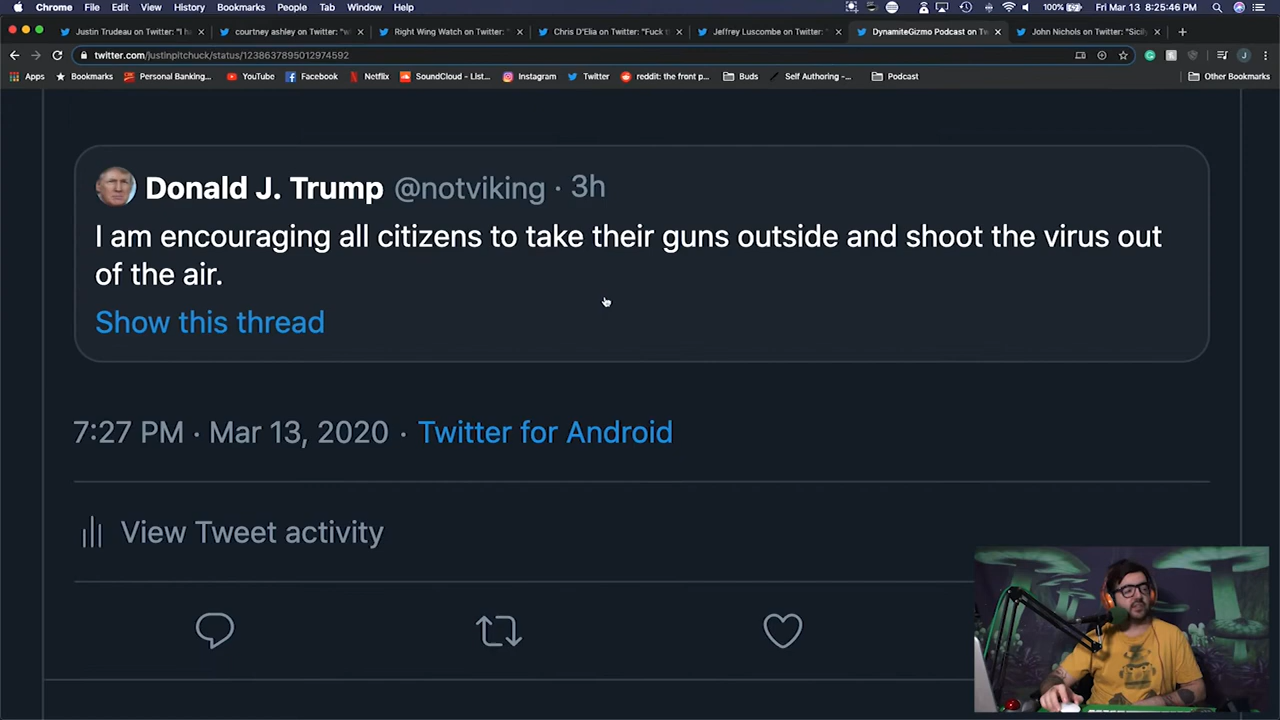 Chrome File Edit View History Bookmarks People Tab Window Help 100% Fri Mar 13 8:25:46 PM
Justin Trudeau on Twitter: "I ha
courtney ashley on Twitter: "w
Right Wing Watch on Twitter: "
Chris D'Elia on Twitter: "Fuck t
Jeffrey Luscombe on Twitter: "
DynamiteGizmo Podcast on Tw
John Nichols on Twitter: "Sicily
twitter.com/justinpitchuck/status/1238637895012974592
Apps Bookmarks Personal Banking... YouTube Facebook Netflix SoundCloud - List... Instagram Twitter reddit: the front p... Buds Self Authoring -... Podcast Other Bookmarks
Donald J. Trump @notviking · 3h
I am encouraging all citizens to take their guns outside and shoot the virus out
of the air.
Show this thread
7:27 PM · Mar 13, 2020 · Twitter for Android
View Tweet activity